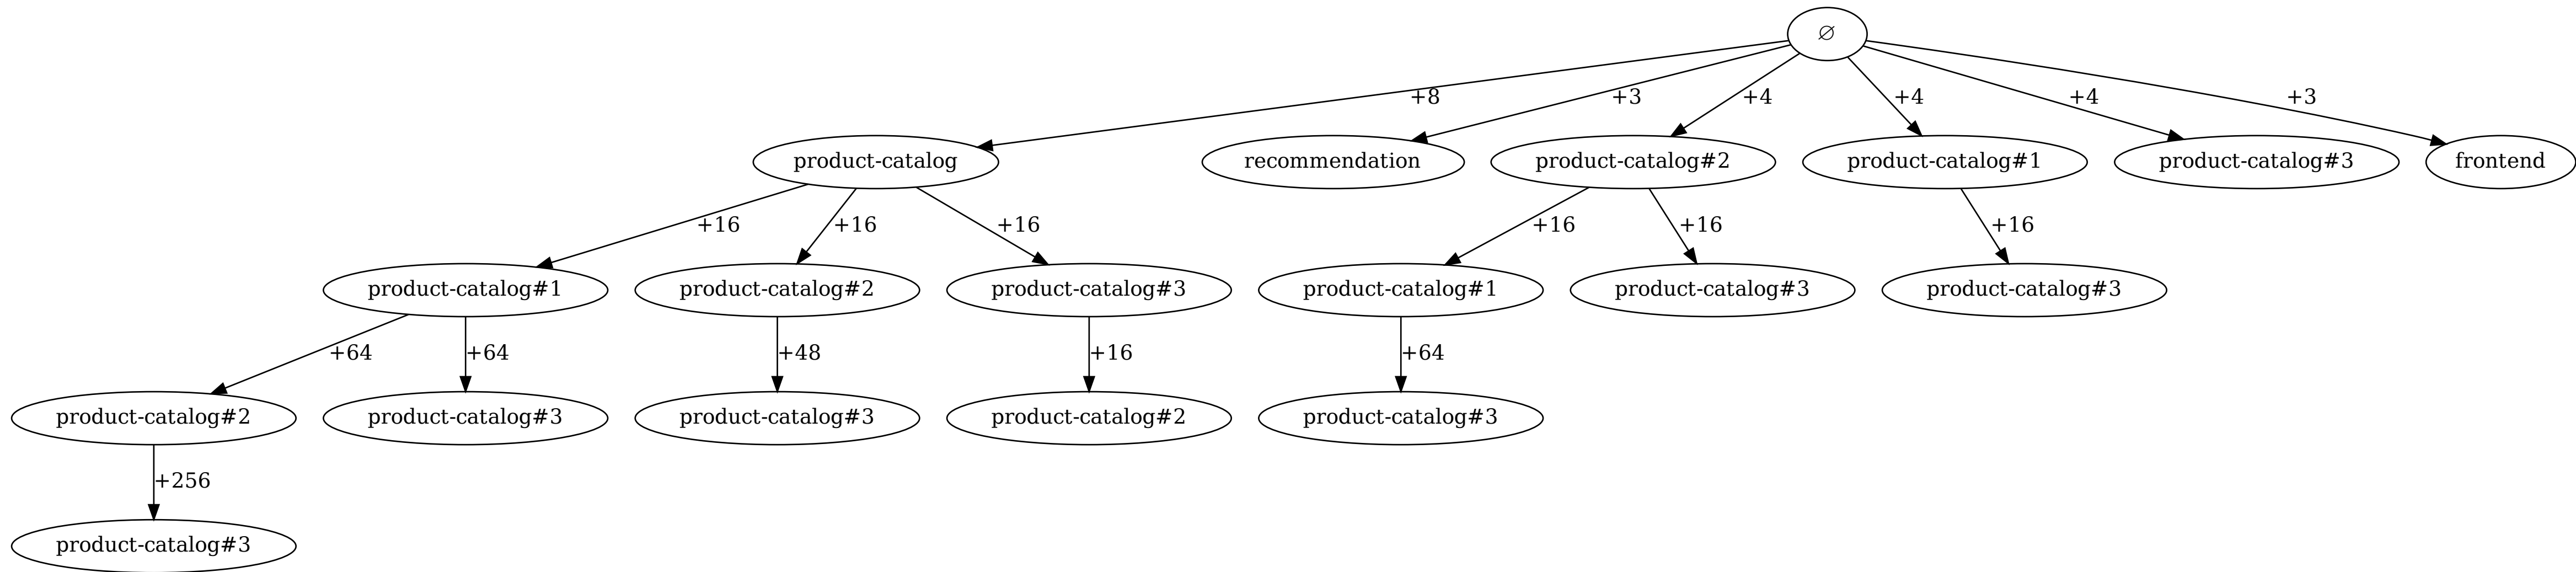 ∅
+8
+3
+4
+4
+4
+3
product-catalog
recommendation
product-catalog#2
product-catalog#1
product-catalog#3
frontend
+16
+16
+16
+16
+16
+16
product-catalog#1
product-catalog#2
product-catalog#3
product-catalog#1
product-catalog#3
product-catalog#3
+64
+64
+48
+16
+64
product-catalog#2
product-catalog#3
product-catalog#3
product-catalog#2
product-catalog#3
+256
product-catalog#3